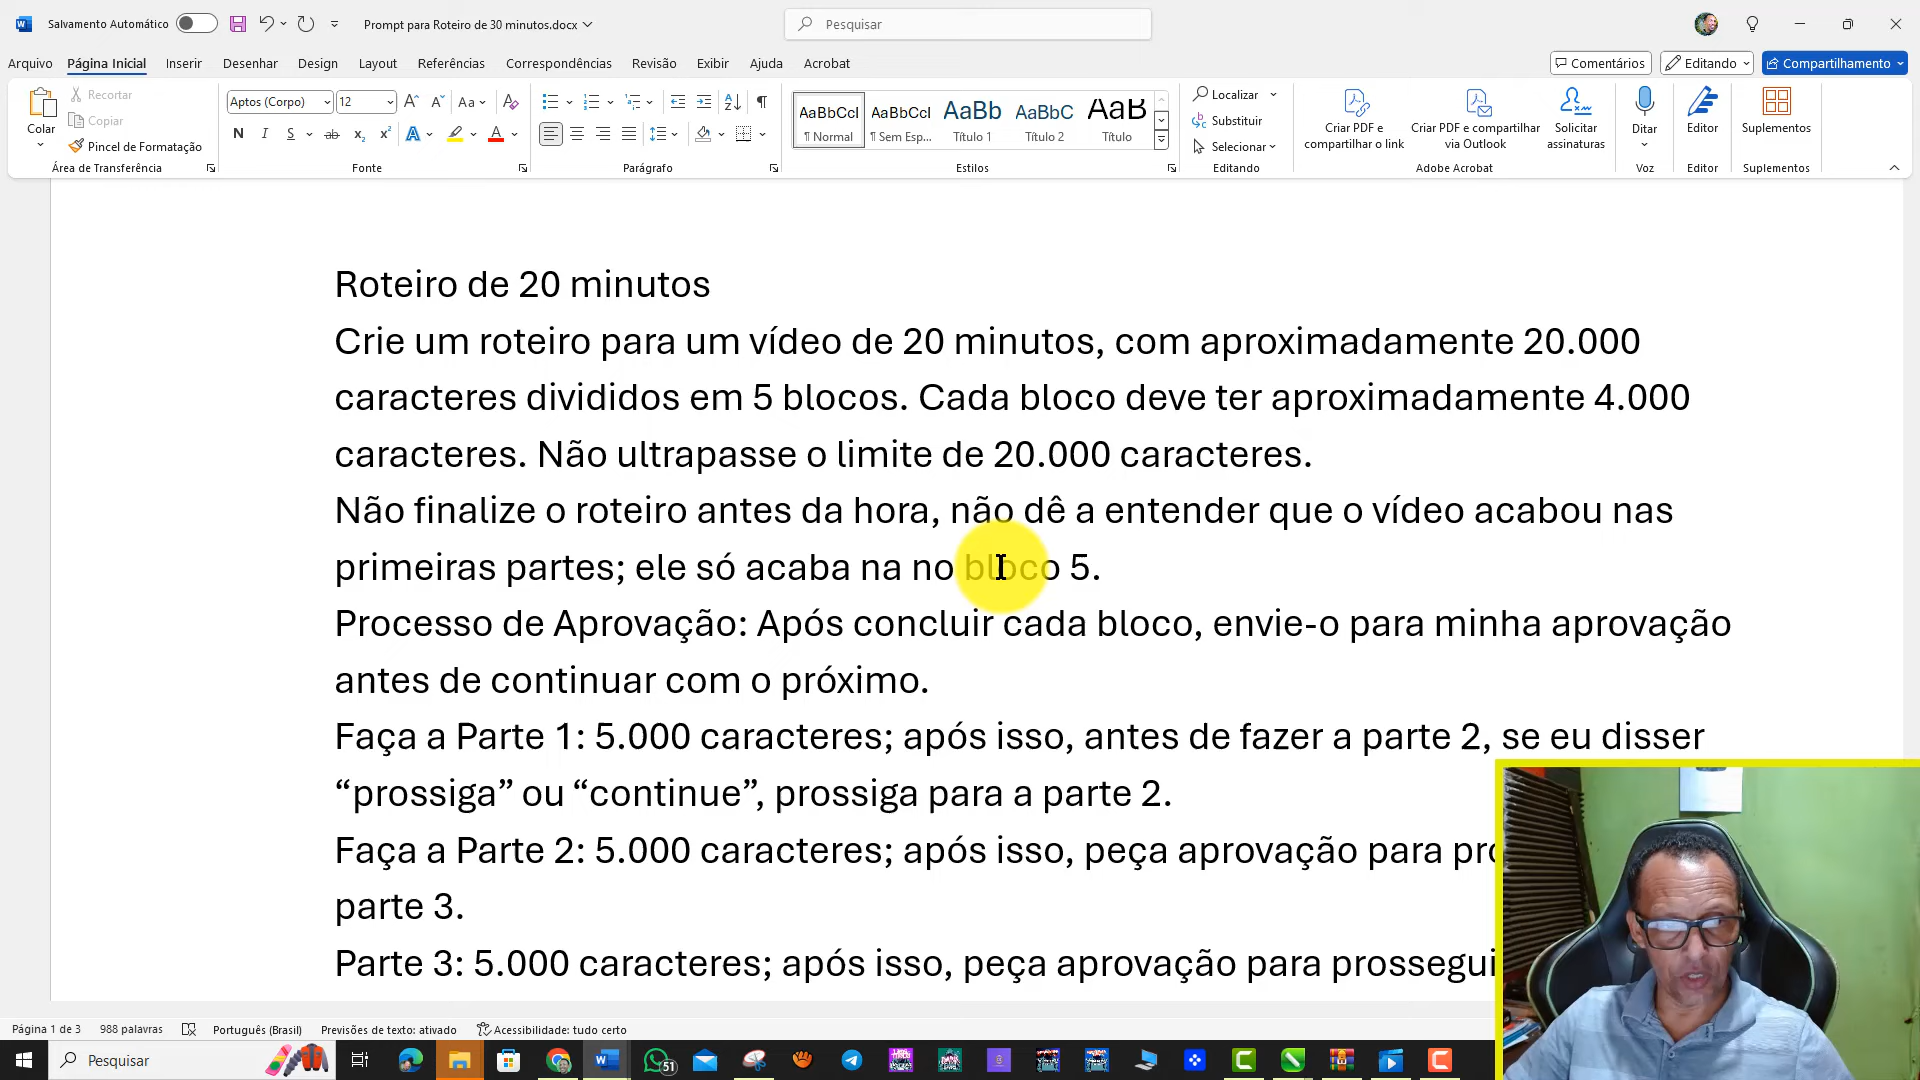 Salvamento Automático
Prompt para Roteiro de 30 minutos.docx
Pesquisar
Arquivo Página Inicial Inserir Desenhar Design Layout Referências Correspondências Revisão Exibir Ajuda Acrobat
Comentários Editando Compartilhamento
Colar
Recortar
Copiar
Pincel de Formatação
Área de Transferência
Aptos (Corpo) 12
Fonte
Parágrafo
AaBbCcI AaBbCcI AaBb AaBbC AaB
¶ Normal ¶ Sem Esp... Título 1 Título 2 Título
Estilos
Localizar
Substituir
Selecionar
Editando
Criar PDF e compartilhar o link
Criar PDF e compartilhar via Outlook
Solicitar assinaturas
Adobe Acrobat
Ditar
Voz
Editor
Editor
Suplementos
Suplementos
Roteiro de 20 minutos
Crie um roteiro para um vídeo de 20 minutos, com aproximadamente 20.000
caracteres divididos em 5 blocos. Cada bloco deve ter aproximadamente 4.000
caracteres. Não ultrapasse o limite de 20.000 caracteres.
Não finalize o roteiro antes da hora, não dê a entender que o vídeo acabou nas
primeiras partes; ele só acaba na no bloco 5.
Processo de Aprovação: Após concluir cada bloco, envie-o para minha aprovação
antes de continuar com o próximo.
Faça a Parte 1: 5.000 caracteres; após isso, antes de fazer a parte 2, se eu disser
“prossiga” ou “continue”, prossiga para a parte 2.
Faça a Parte 2: 5.000 caracteres; após isso, peça aprovação para
parte 3.
Parte 3: 5.000 caracteres; após isso, peça aprovação para
Página 1 de 3 988 palavras Português (Brasil) Previsões de texto: ativado Acessibilidade: tudo certo
Pesquisar
51